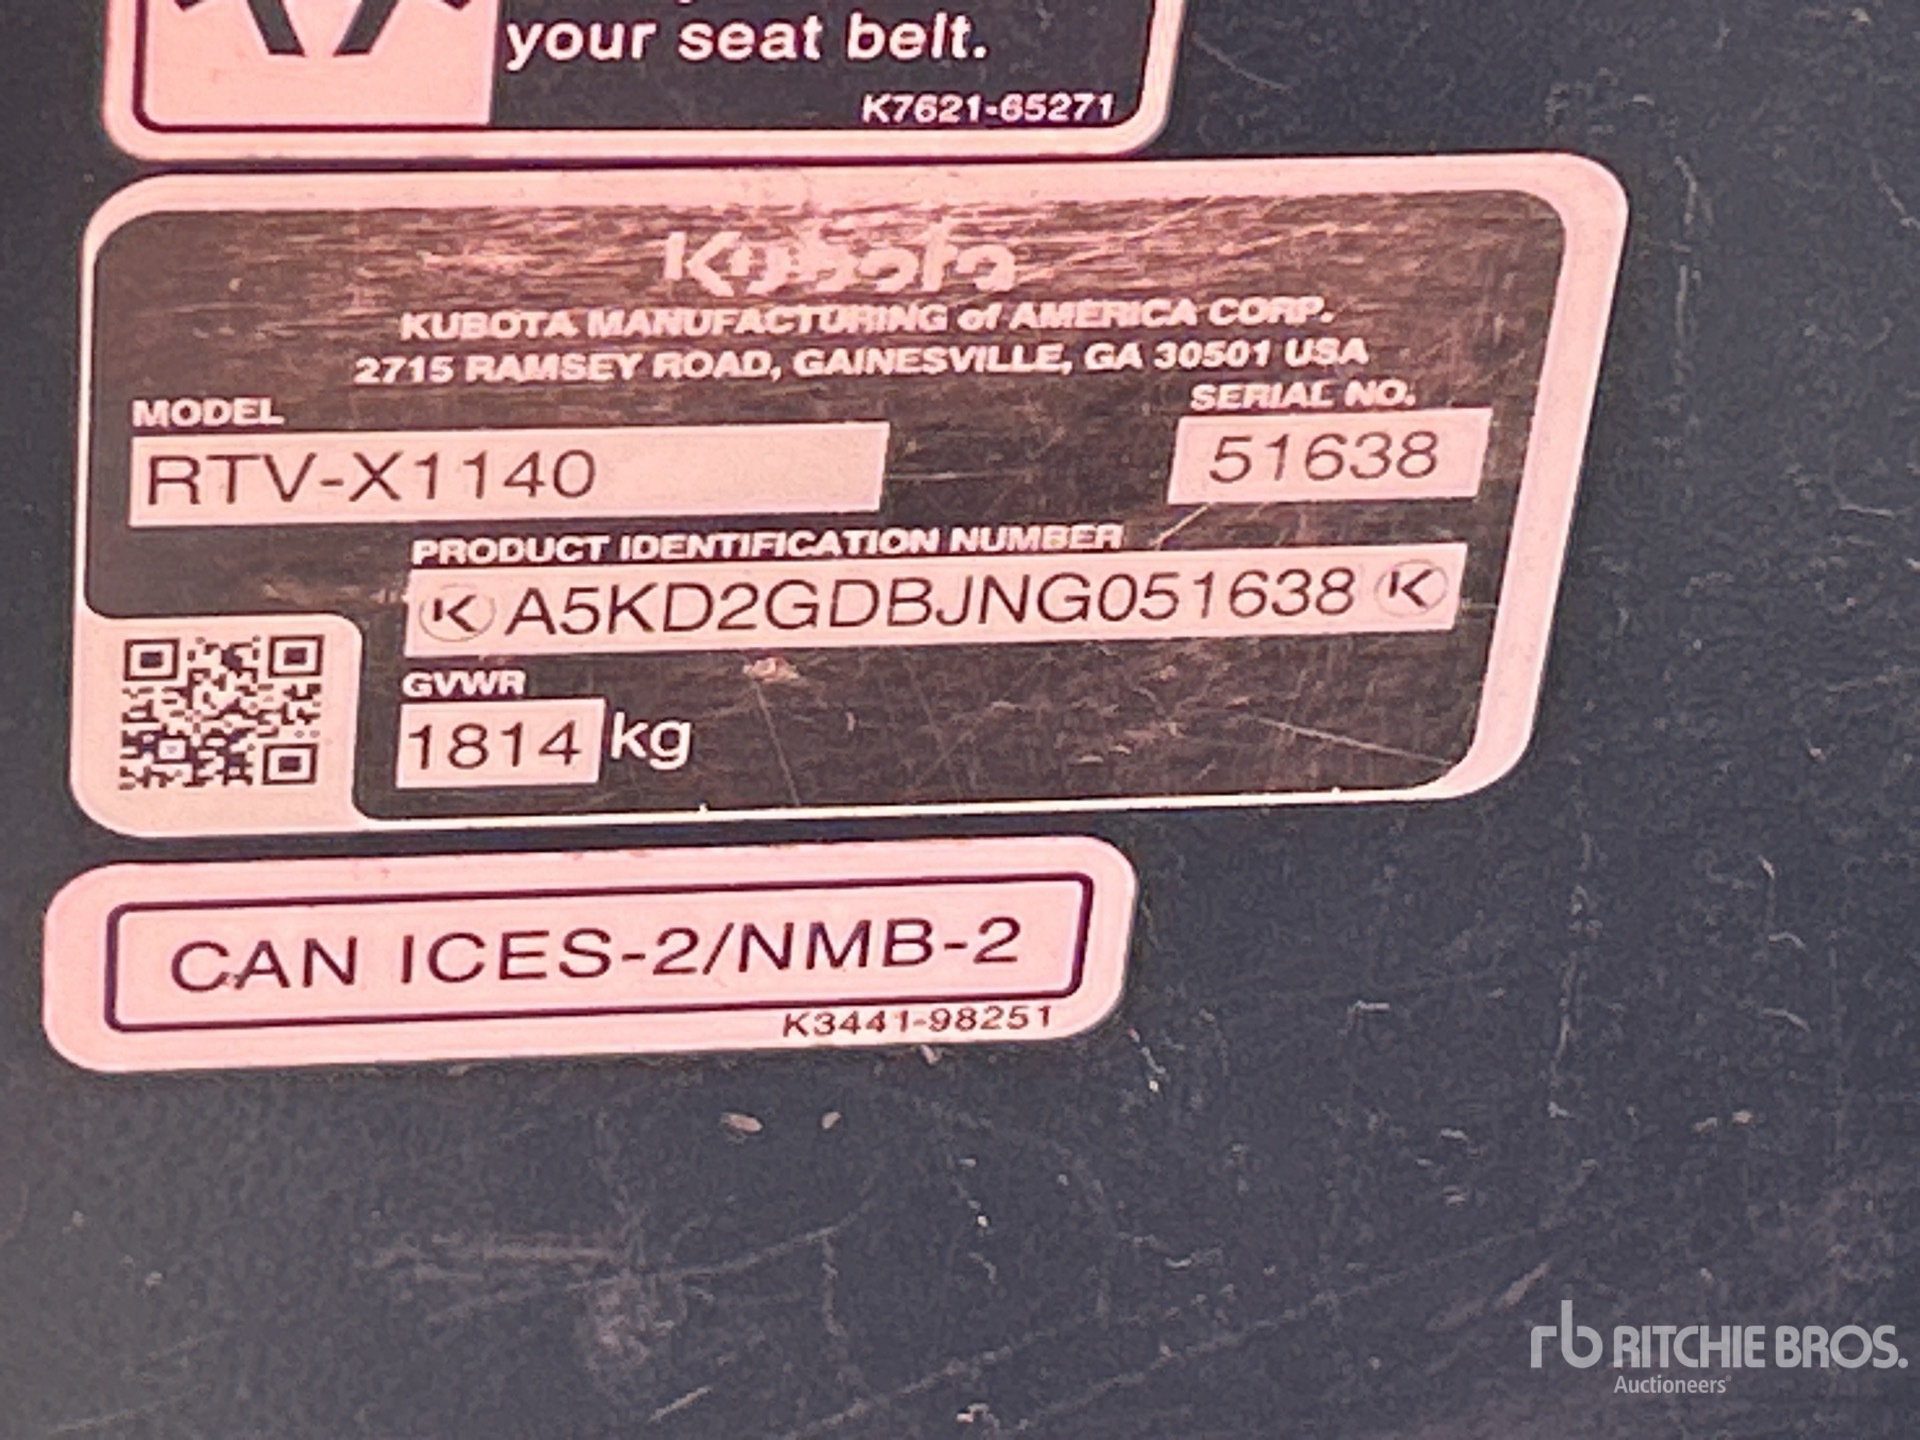 your seat belt.
K7621-65271
Kubota
KUBOTA MANUFACTURING of AMERICA CORP.
2715 RAMSEY ROAD, GAINESVILLE, GA 30501 USA
MODEL
SERIAL NO.
RTV-X1140
51638
PRODUCT IDENTIFICATION NUMBER
K A5KD2GDBJNG051638 K
GVWR
1814 kg
CAN ICES-2/NMB-2
K3441-98251
rb RITCHIE BROS.
Auctioneers